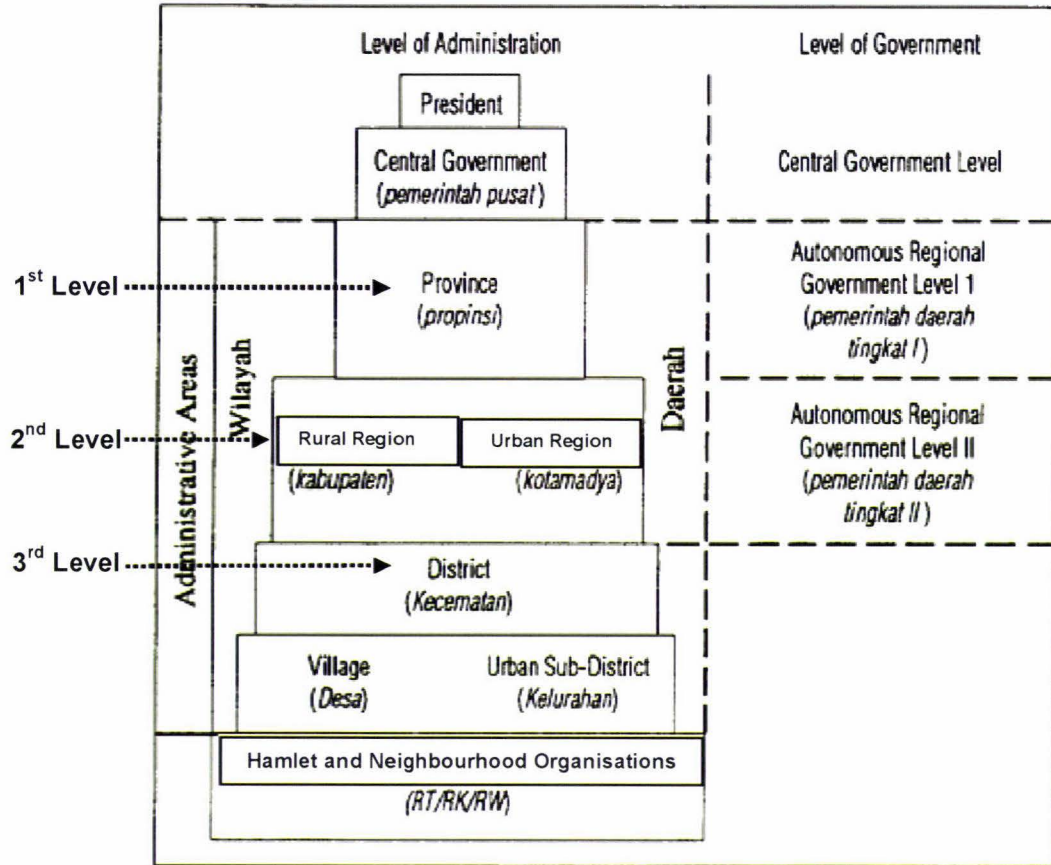 Level of Administration
Level of Government
President
Central Government
(pemerintah pusat)
Central Government Level
1st Level
Province
(propinsi)
Autonomous Regional
Government Level 1
(pemerintah daerah
tingkat I)
Administrative Areas
Wilayah
Daerah
2nd Level
Rural Region
Urban Region
(kabupaten)
(kotamadya)
Autonomous Regional
Government Level II
(pemerintah daerah
tingkat II)
3rd Level
District
(Kecematan)
Village
Urban Sub-District
(Desa)
(Kelurahan)
Hamlet and Neighbourhood Organisations
(RT/RK/RW)